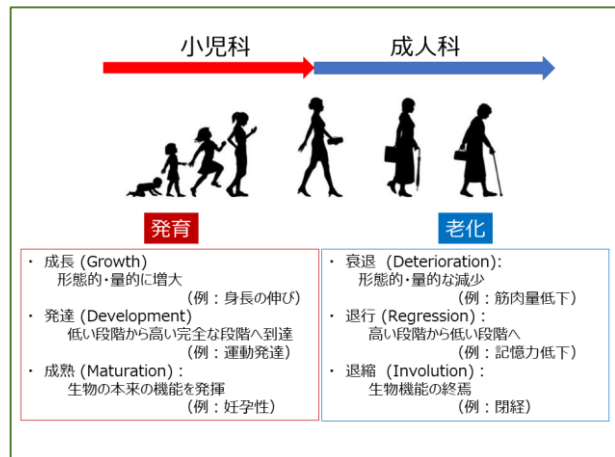 小児科
成人科
発育
・ 成長 (Growth)
形態的・量的に増大
（例：身長の伸び）
・ 発達 (Development)
低い段階から高い完全な段階へ到達
（例：運動発達）
・ 成熟 (Maturation)：
生物の本来の機能を発揮
（例：妊孕性）
老化
・ 衰退 (Deterioration):
形態的・量的な減少
（例：筋肉量低下）
・ 退行 (Regression)：
高い段階から低い段階へ
（例：記憶力低下）
・ 退縮 (Involution)：
生物機能の終焉
（例：閉経）